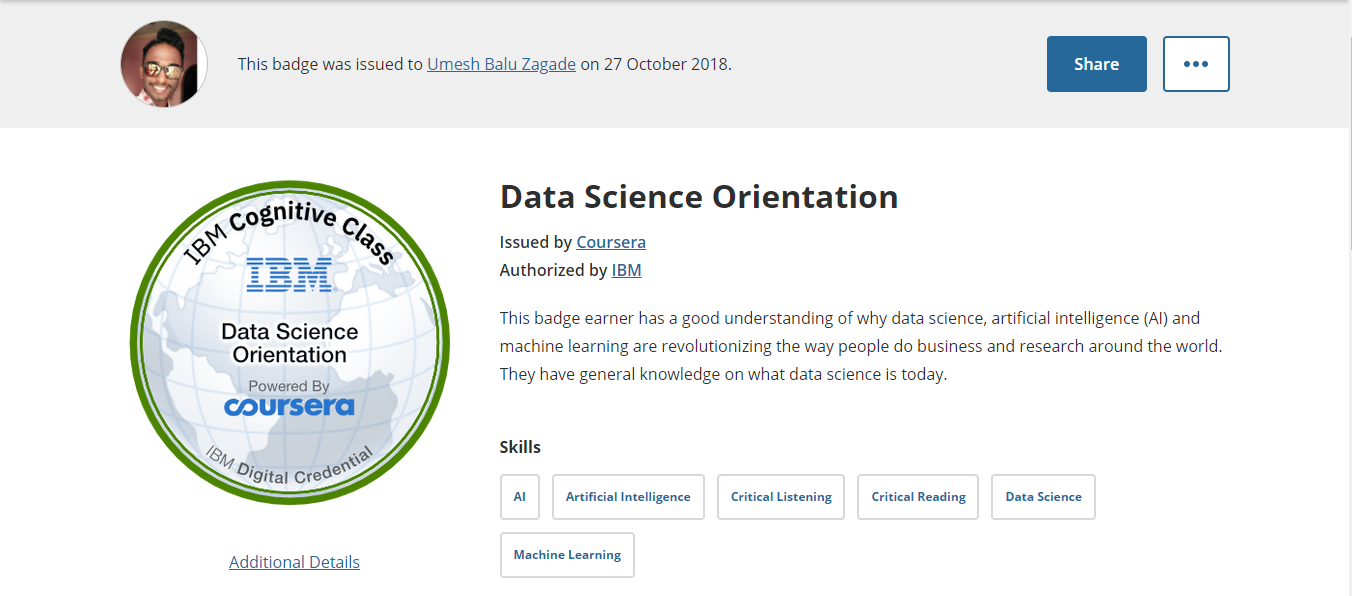 This badge was issued to Umesh Balu Zagade on 27 October 2018.
Share
IBM Cognitive Class
IBM
Data Science
Orientation
Powered By
coursera
IBM Digital Credential
Additional Details
Data Science Orientation
Issued by Coursera
Authorized by IBM
This badge earner has a good understanding of why data science, artificial intelligence (AI) and
machine learning are revolutionizing the way people do business and research around the world.
They have general knowledge on what data science is today.
Skills
AI
Artificial Intelligence
Critical Listening
Critical Reading
Data Science
Machine Learning